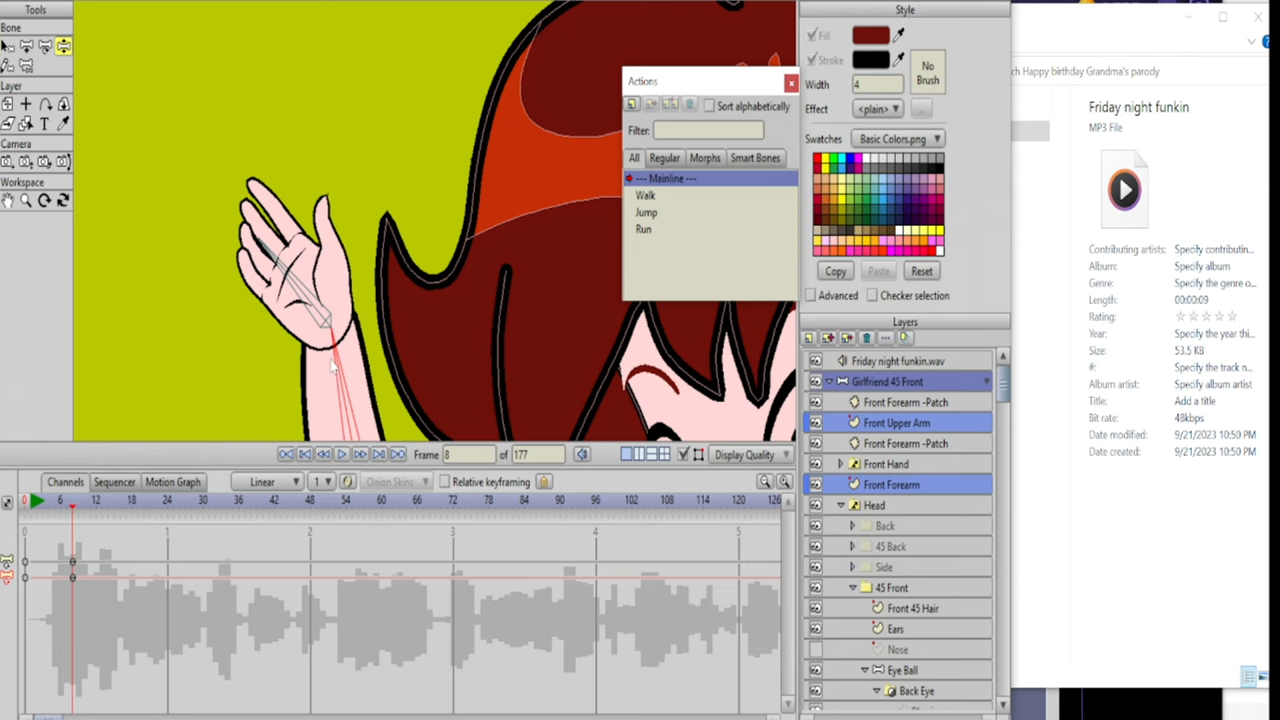 Tools
Bone
Layer
T
Camera
Workspace
Actions
Sort alphabetically
Filter:
All Regular Morphs Smart Bones
--- Mainline ---
Walk
Jump
Run
Style
Fill
Stroke
No Brush
Width 4
Effect <plain>
Swatches Basic Colors.png
Copy Paste Reset
Advanced Checker selection
Layers
Friday night funkin.wav
Girlfriend 45 Front
Front Forearm -Patch
Front Upper Arm
Front Forearm -Patch
Front Hand
Front Forearm
Head
Back
45 Back
Side
45 Front
Front 45 Hair
Ears
Nose
Eye Ball
Back Eye
Frame 8 of 177 Display Quality
Channels Sequencer Motion Graph Linear 1 Onion Skins Relative keyframing
0 6 12 18 24 30 36 42 48 54 60 66 72 78 84 90 96 102 108 114 120 126
0 1 2 3 4 5
ch Happy birthday Grandma's parody
Friday night funkin
MP3 File
Contributing artists: Specify contributin...
Album: Specify album
Genre: Specify the genre o...
Length: 00:00:09
Rating:
Year: Specify the year thi...
Size: 53.5 KB
#: Specify the track n...
Album artist: Specify album artist
Title: Add a title
Bit rate: 48kbps
Date modified: 9/21/2023 10:50 PM
Date created: 9/21/2023 10:50 PM